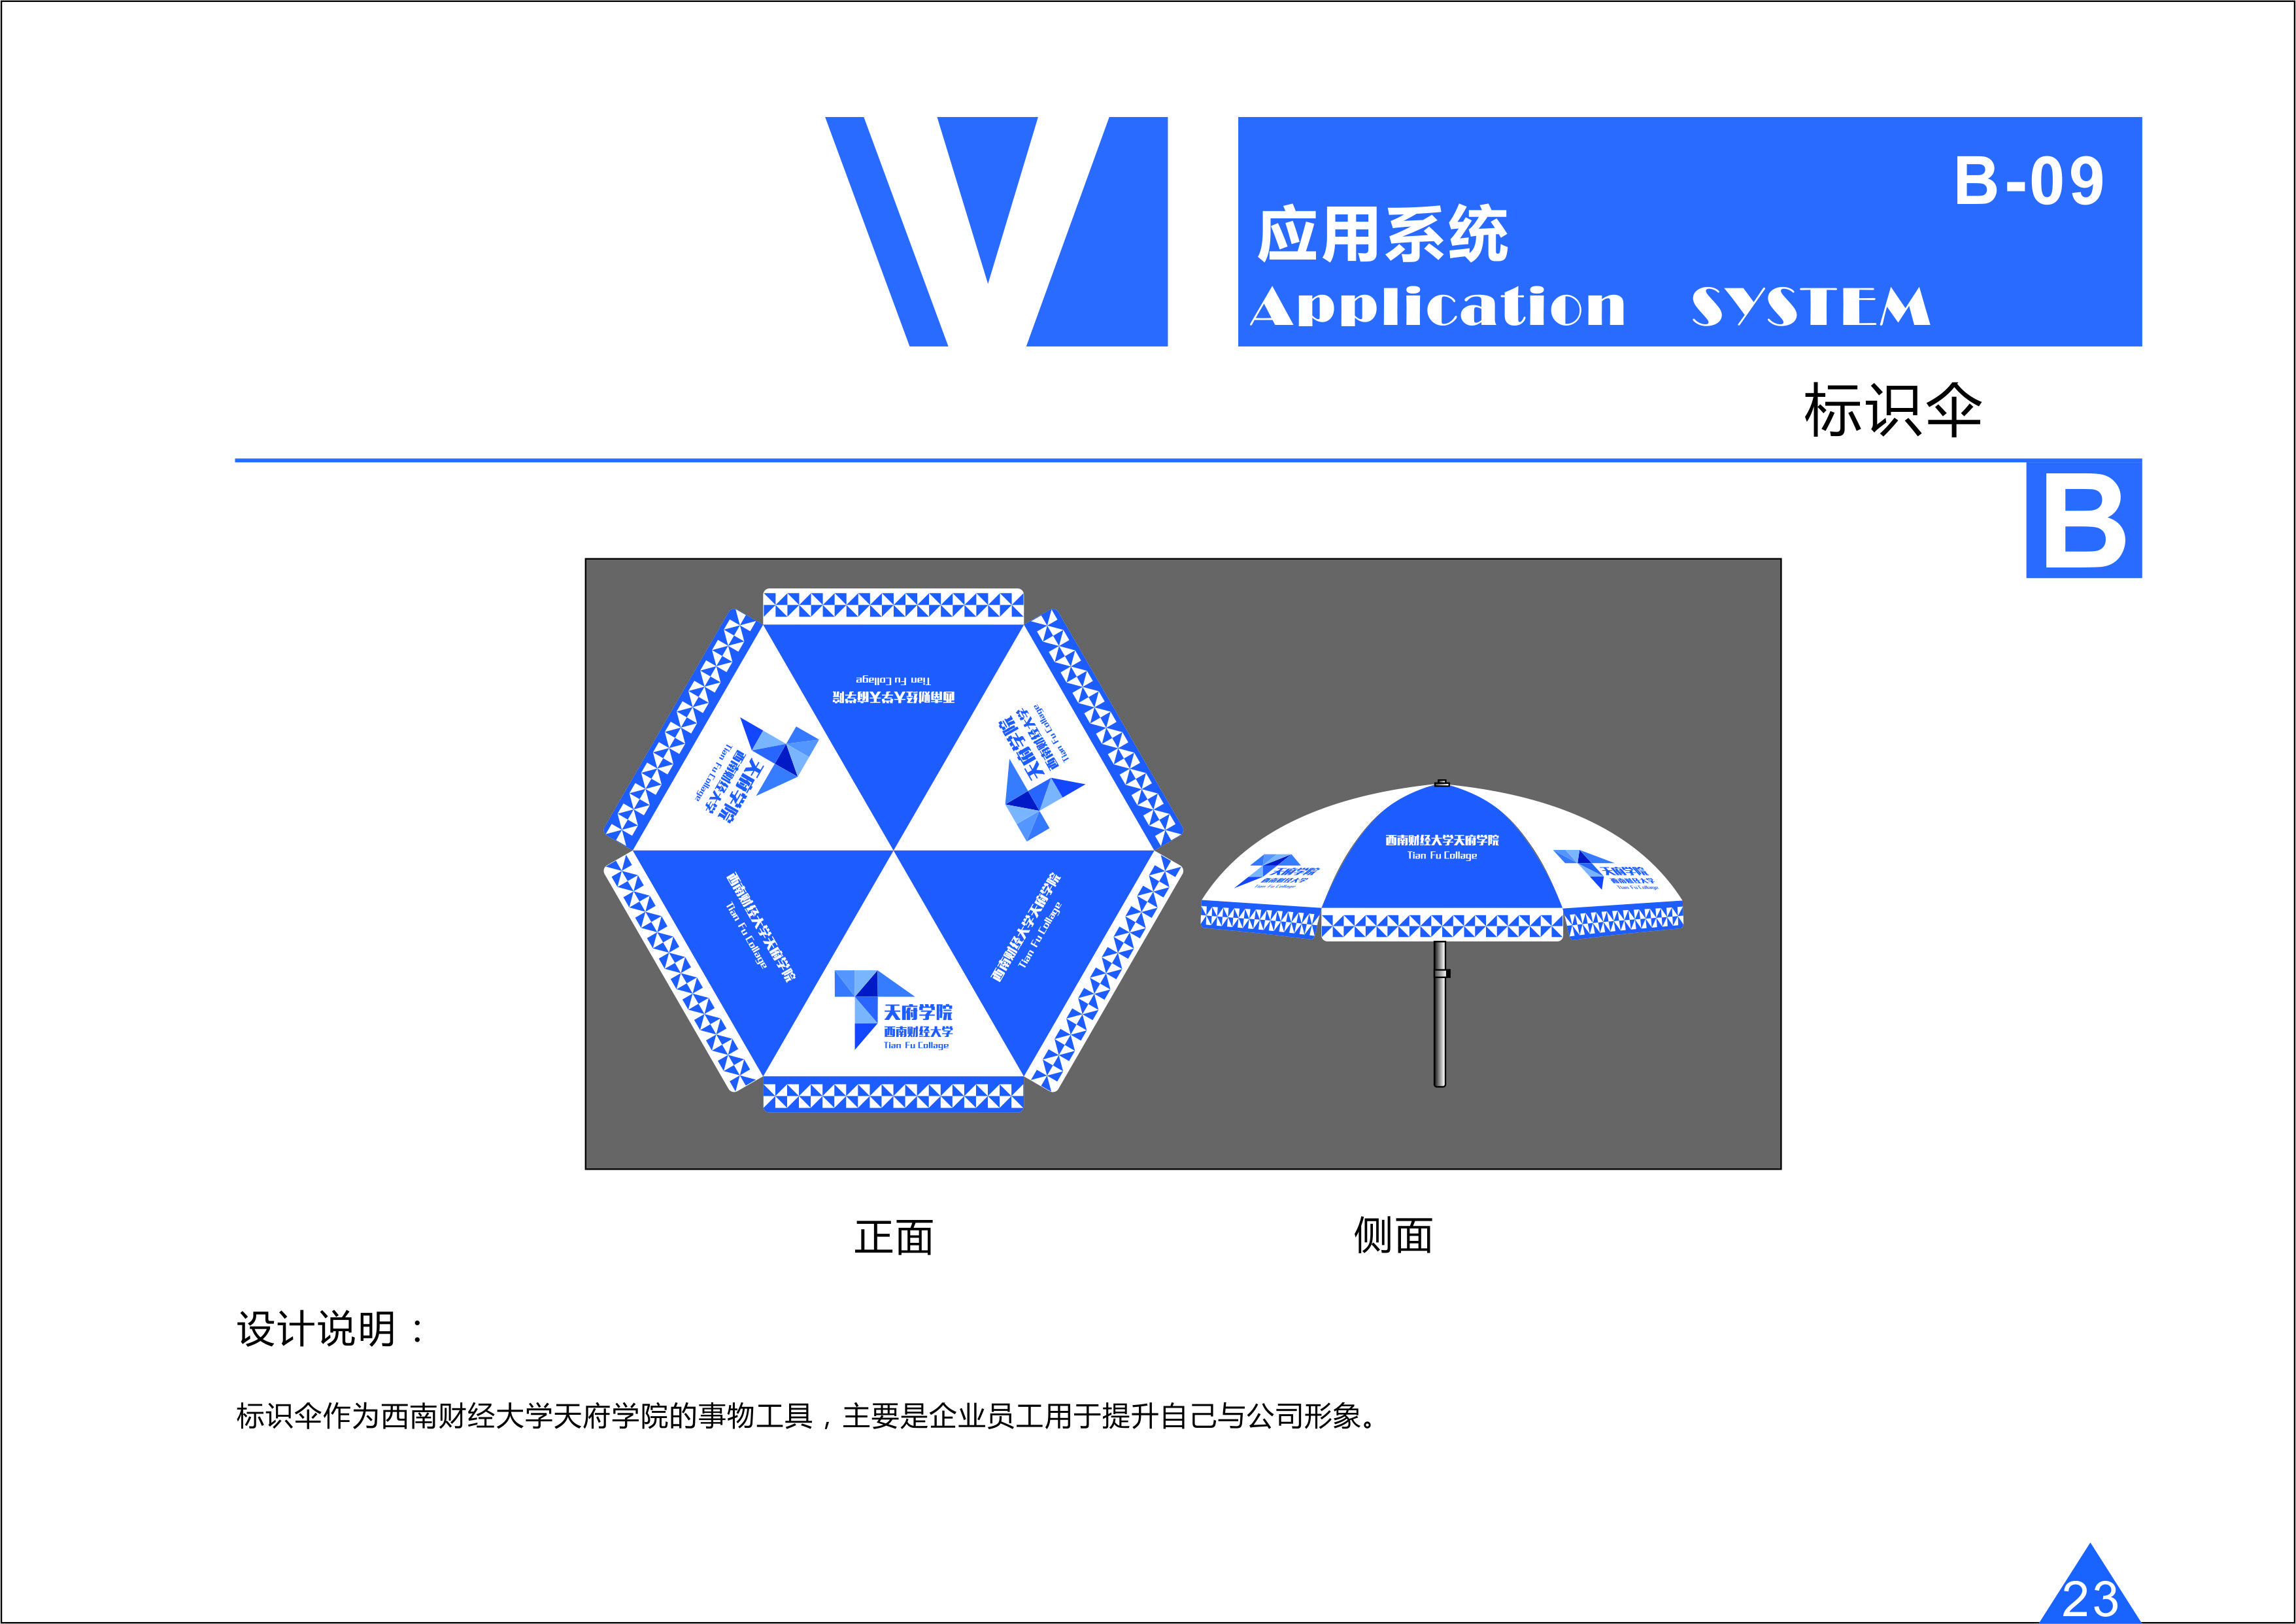 B-09
应用系统
Application SYSTEM
标识伞
B
西南财经大学天府学院
Tian Fu Collage
天府学院
西南财经大学
Tian Fu Collage
天府学院
西南财经大学
Tian Fu Collage
西南财经大学天府学院
Tian Fu Collage
西南财经大学天府学院
Tian Fu Collage
天府学院
西南财经大学
Tian Fu Collage
西南财经大学天府学院
Tian Fu Collage
天府学院
西南财经大学
Tian Fu Collage
天府学院
西南财经大学
Tian Fu Collage
正面
侧面
设计说明：
标识伞作为西南财经大学天府学院的事物工具，主要是企业员工用于提升自己与公司形象。
23